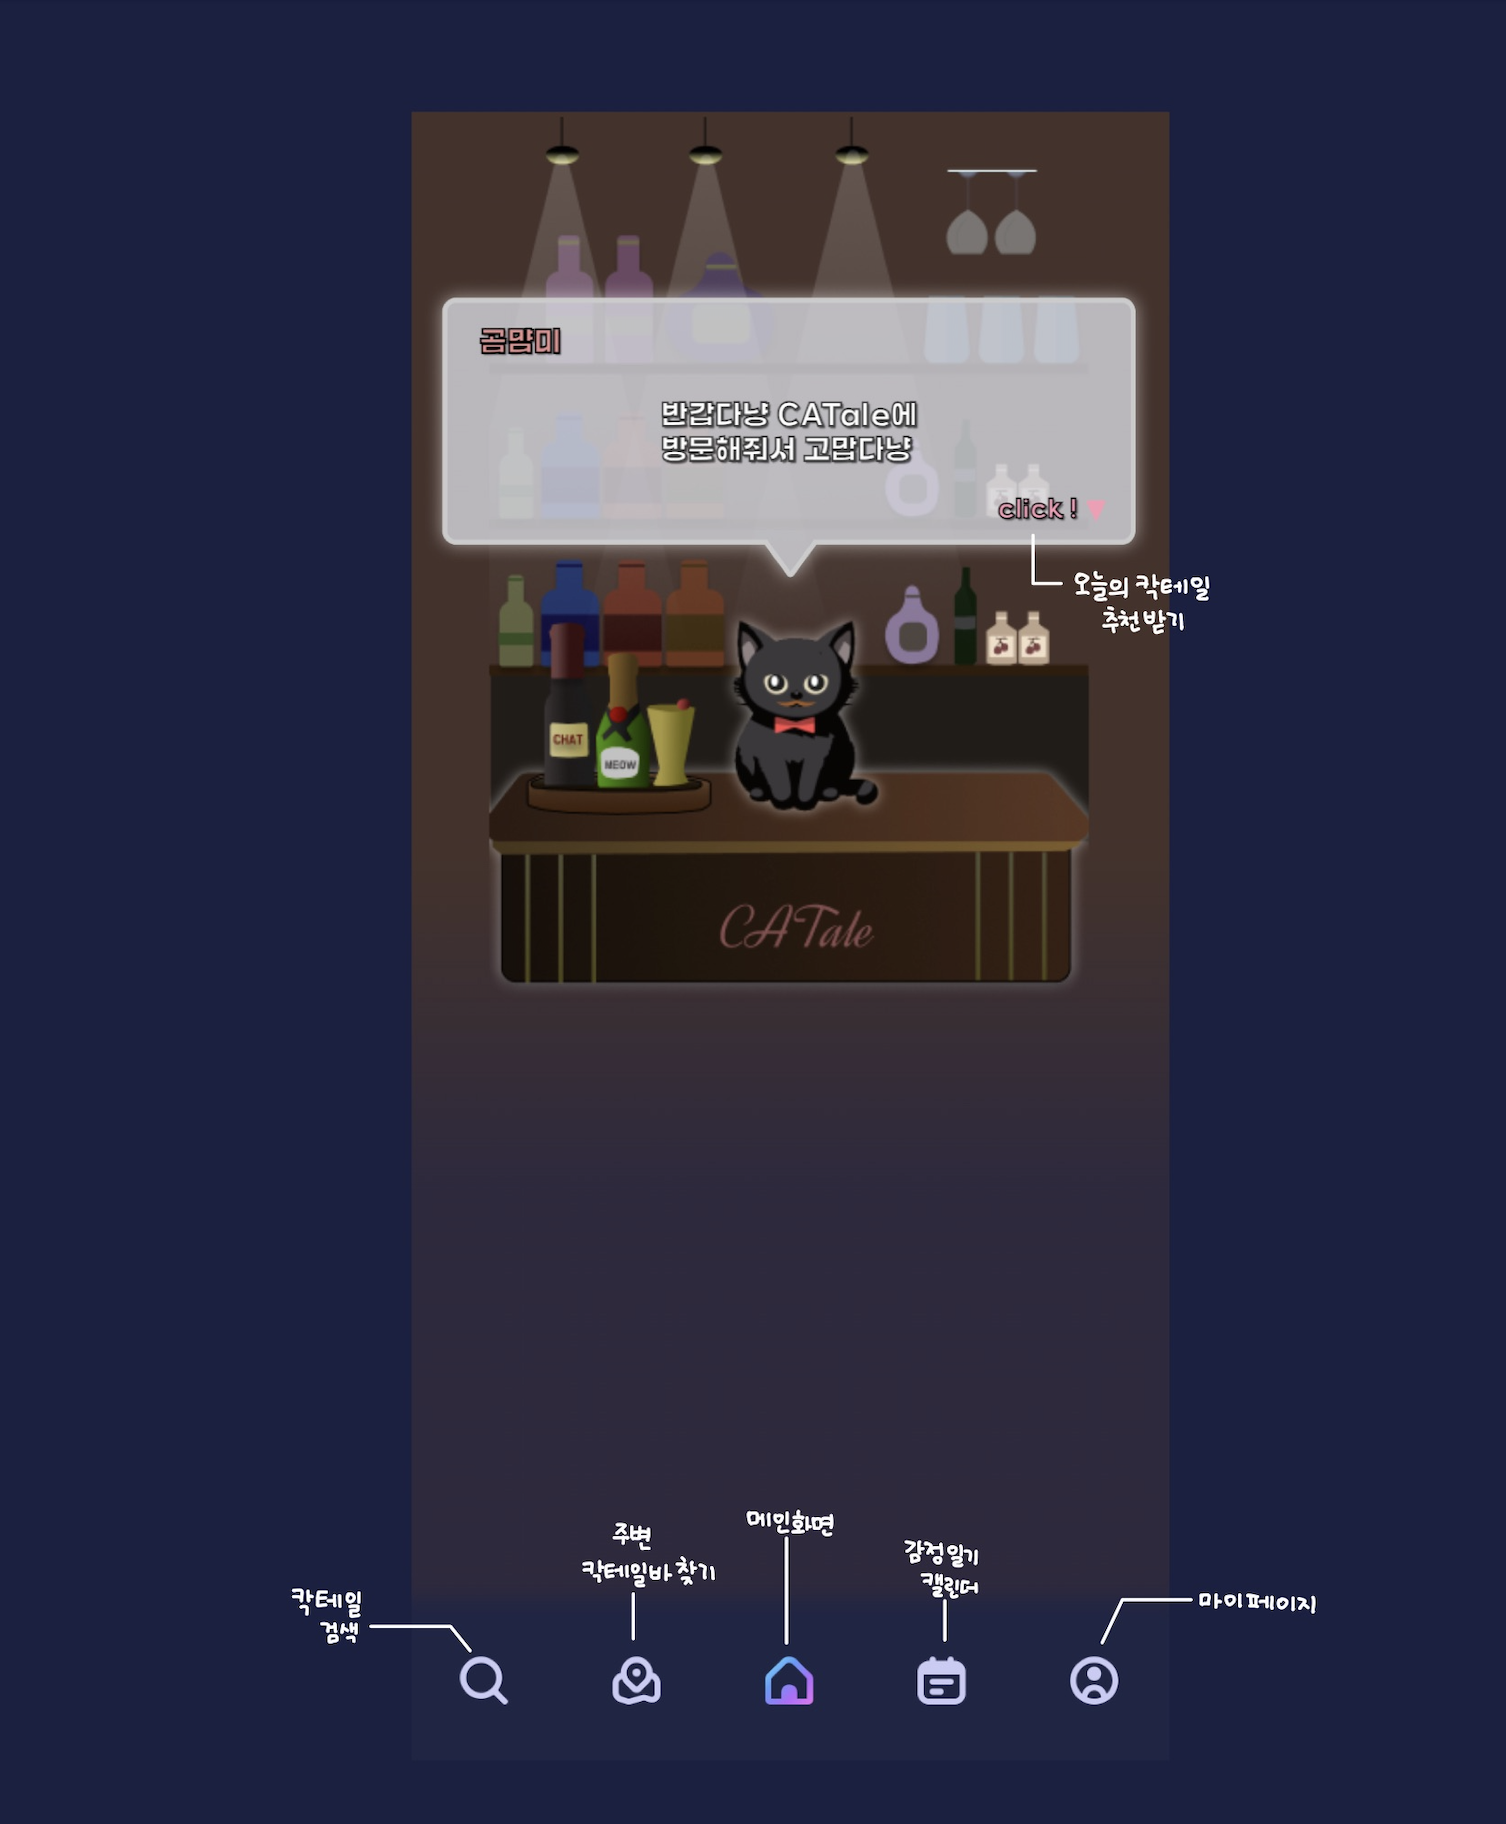 곰먐미
반갑다냥 CATale에
방문해줘서 고맙다냥
click !
오늘의 칵테일
추천 받기
CHAT
MEOW
CATale
메인화면
주변
칵테일바 찾기
감정일기
캘린더
칵테일
검색
마이페이지